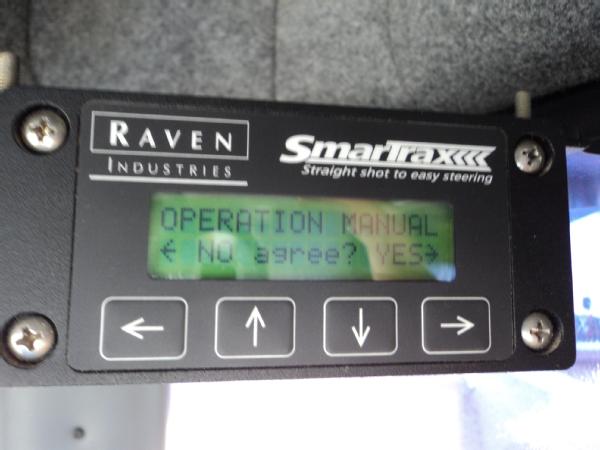 RAVEN
INDUSTRIES
SmarTrax
Straight shot to easy steering
OPERATION MANUAL
← NO agree? YES→
← ↑ ↓ →